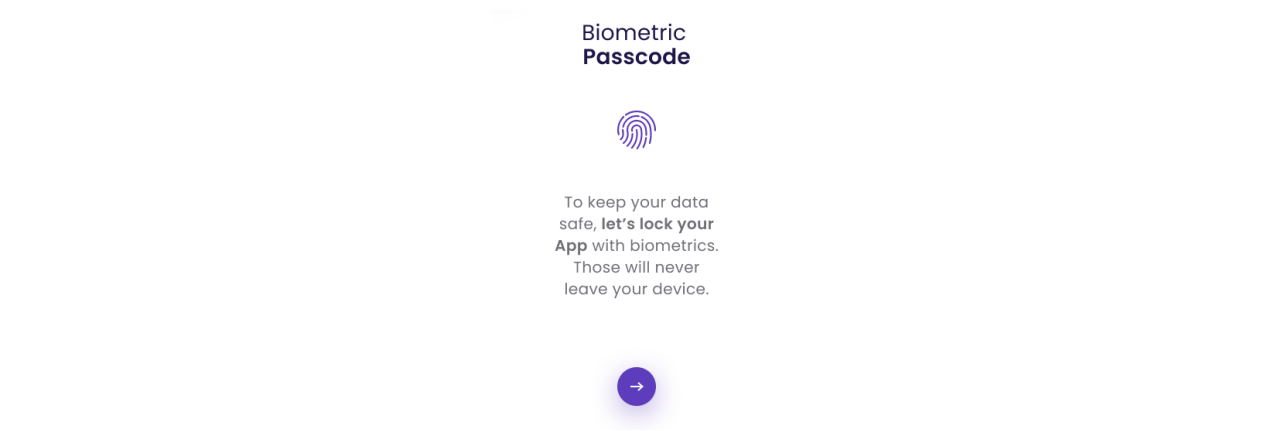 Biometric
Passcode
To keep your data
safe, let’s lock your
App with biometrics.
Those will never
leave your device.